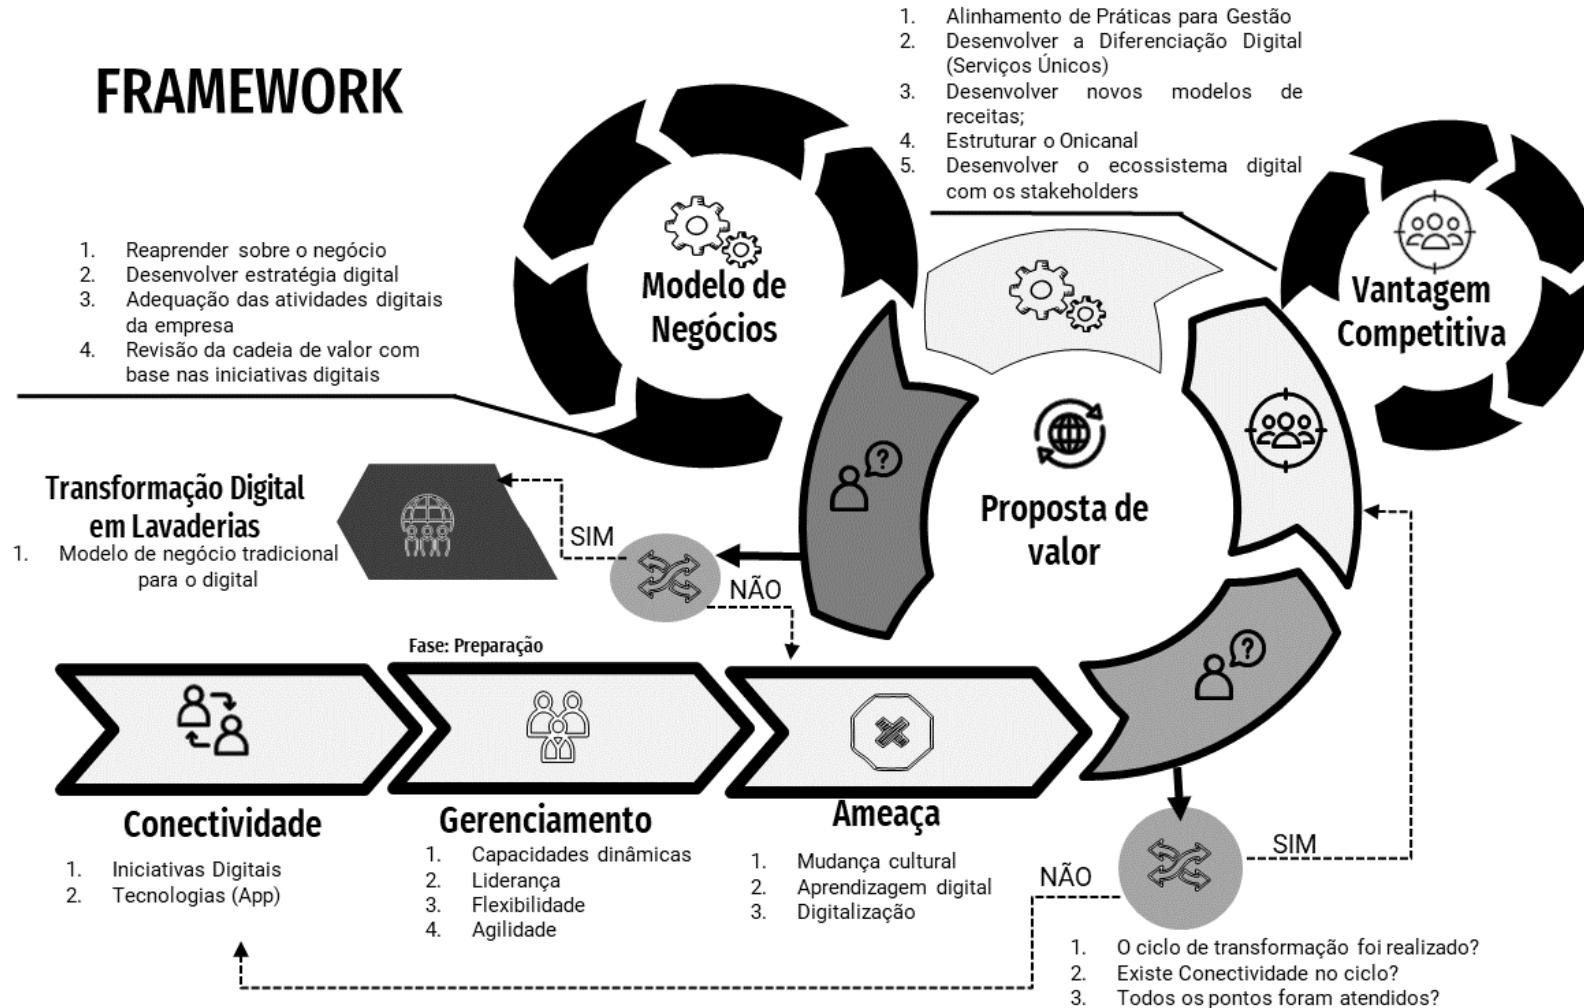 FRAMEWORK
1. Alinhamento de Práticas para Gestão
2. Desenvolver a Diferenciação Digital
(Serviços Únicos)
3. Desenvolver novos modelos de
receitas;
4. Estruturar o Onicanal
5. Desenvolver o ecossistema digital
com os stakeholders
1. Reaprender sobre o negócio
2. Desenvolver estratégia digital
3. Adequação das atividades digitais
da empresa
4. Revisão da cadeia de valor com
base nas iniciativas digitais
Modelo de
Negócios
Vantagem
Competitiva
Proposta de
valor
Transformação Digital
em Lavaderias
1. Modelo de negócio tradicional
para o digital
SIM
NÃO
Fase: Preparação
Conectividade
1. Iniciativas Digitais
2. Tecnologias (App)
Gerenciamento
1. Capacidades dinâmicas
2. Liderança
3. Flexibilidade
4. Agilidade
Ameaça
1. Mudança cultural
2. Aprendizagem digital
3. Digitalização
NÃO
SIM
1. O ciclo de transformação foi realizado?
2. Existe Conectividade no ciclo?
3. Todos os pontos foram atendidos?